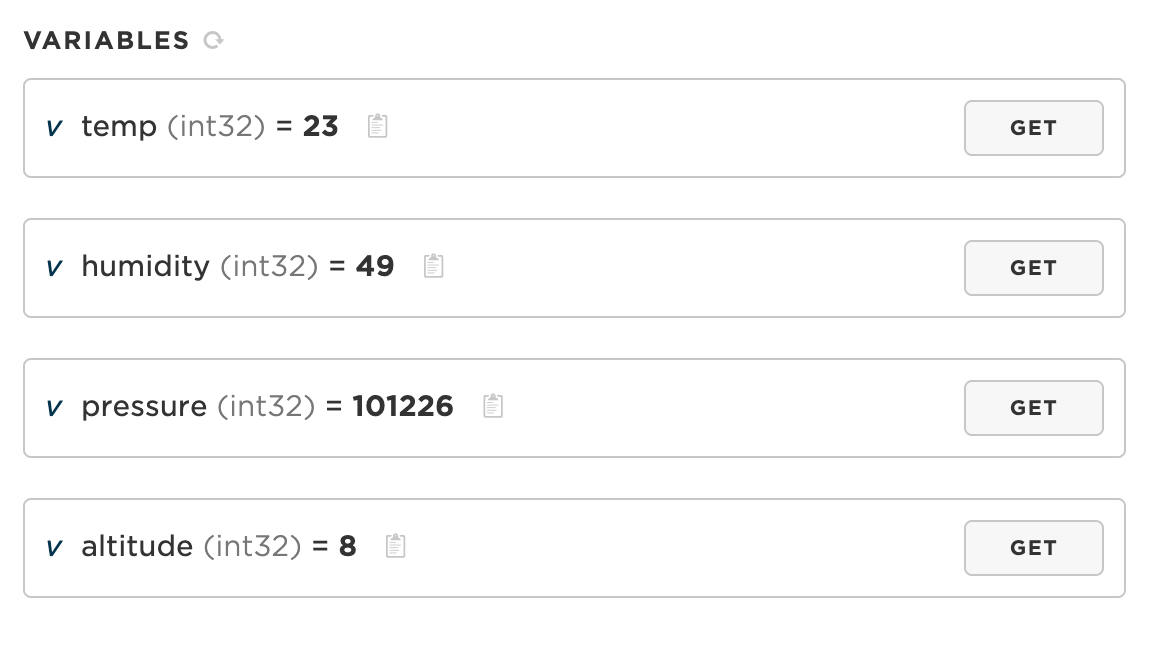 VARIABLES
v temp (int32) = 23 GET
v humidity (int32) = 49 GET
v pressure (int32) = 101226 GET
v altitude (int32) = 8 GET